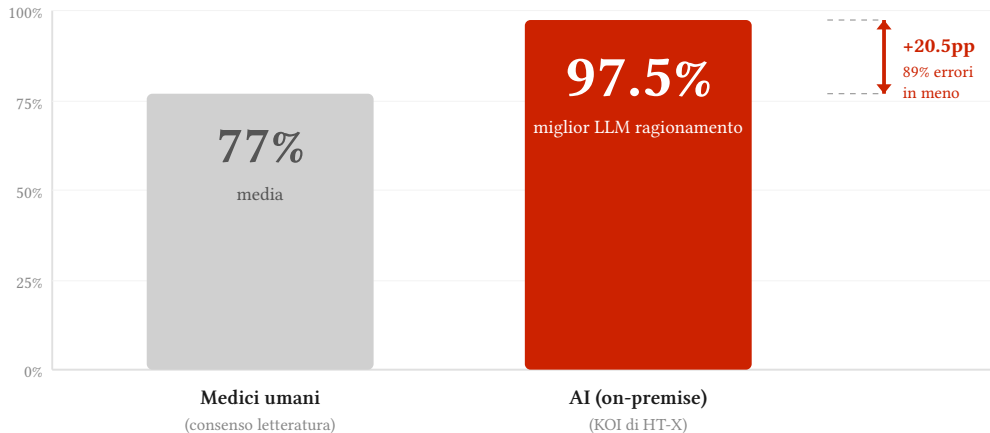 100%
75%
50%
25%
0%
77%
media
97.5%
miglior LLM ragionamento
+20.5pp
89% errori
in meno
Medici umani
(consenso letteratura)
AI (on-premise)
(KOI di HT-X)